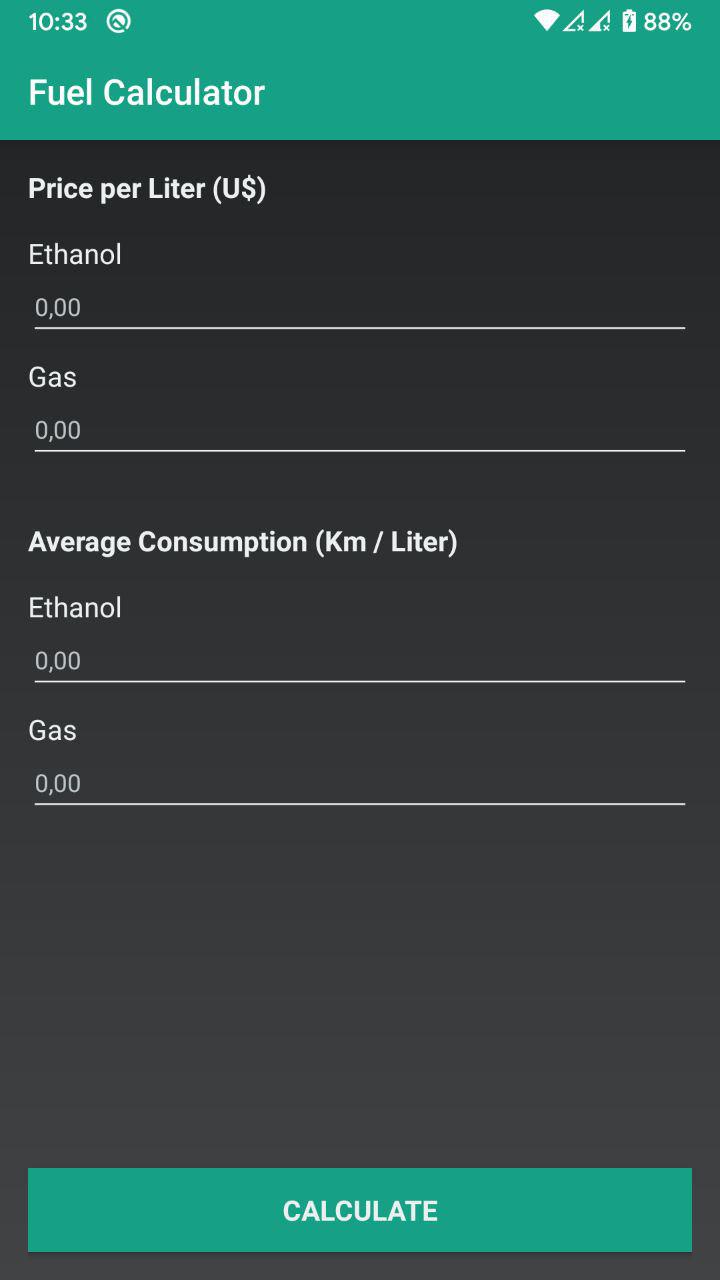 10:33 88%
Fuel Calculator
Price per Liter (U$)
Ethanol
0,00
Gas
0,00
Average Consumption (Km / Liter)
Ethanol
0,00
Gas
0,00
CALCULATE